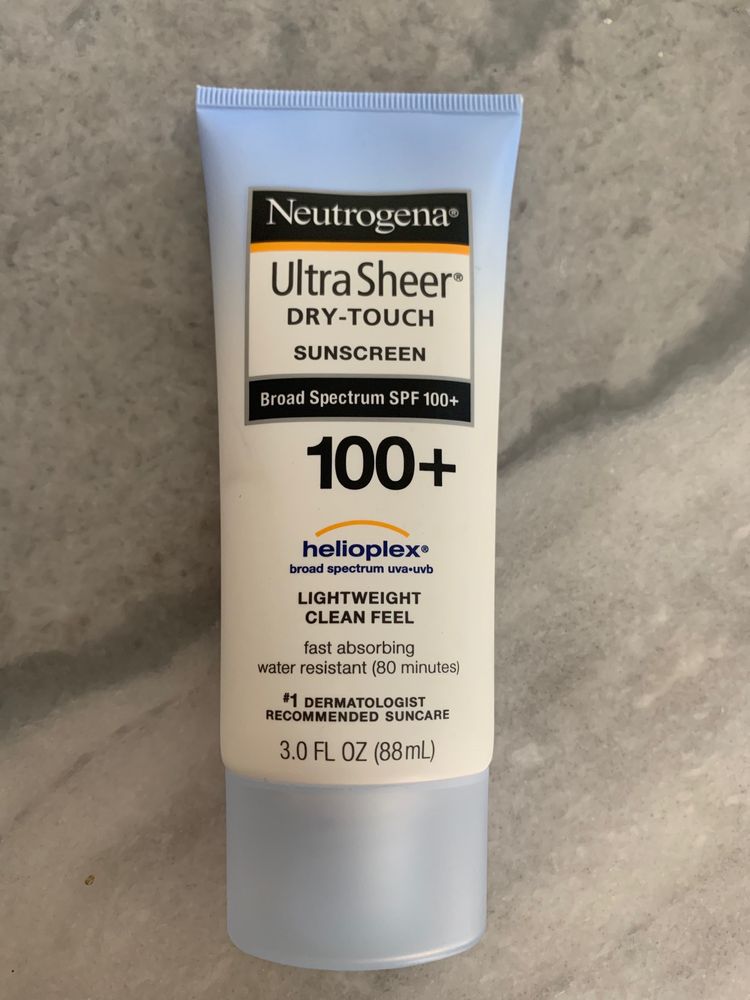 Neutrogena®
Ultra Sheer®
DRY-TOUCH
SUNSCREEN
Broad Spectrum SPF 100+
100+
helioplex®
broad spectrum uva•uvb
LIGHTWEIGHT
CLEAN FEEL
fast absorbing
water resistant (80 minutes)
#1 DERMATOLOGIST
RECOMMENDED SUNCARE
3.0 FL OZ (88mL)